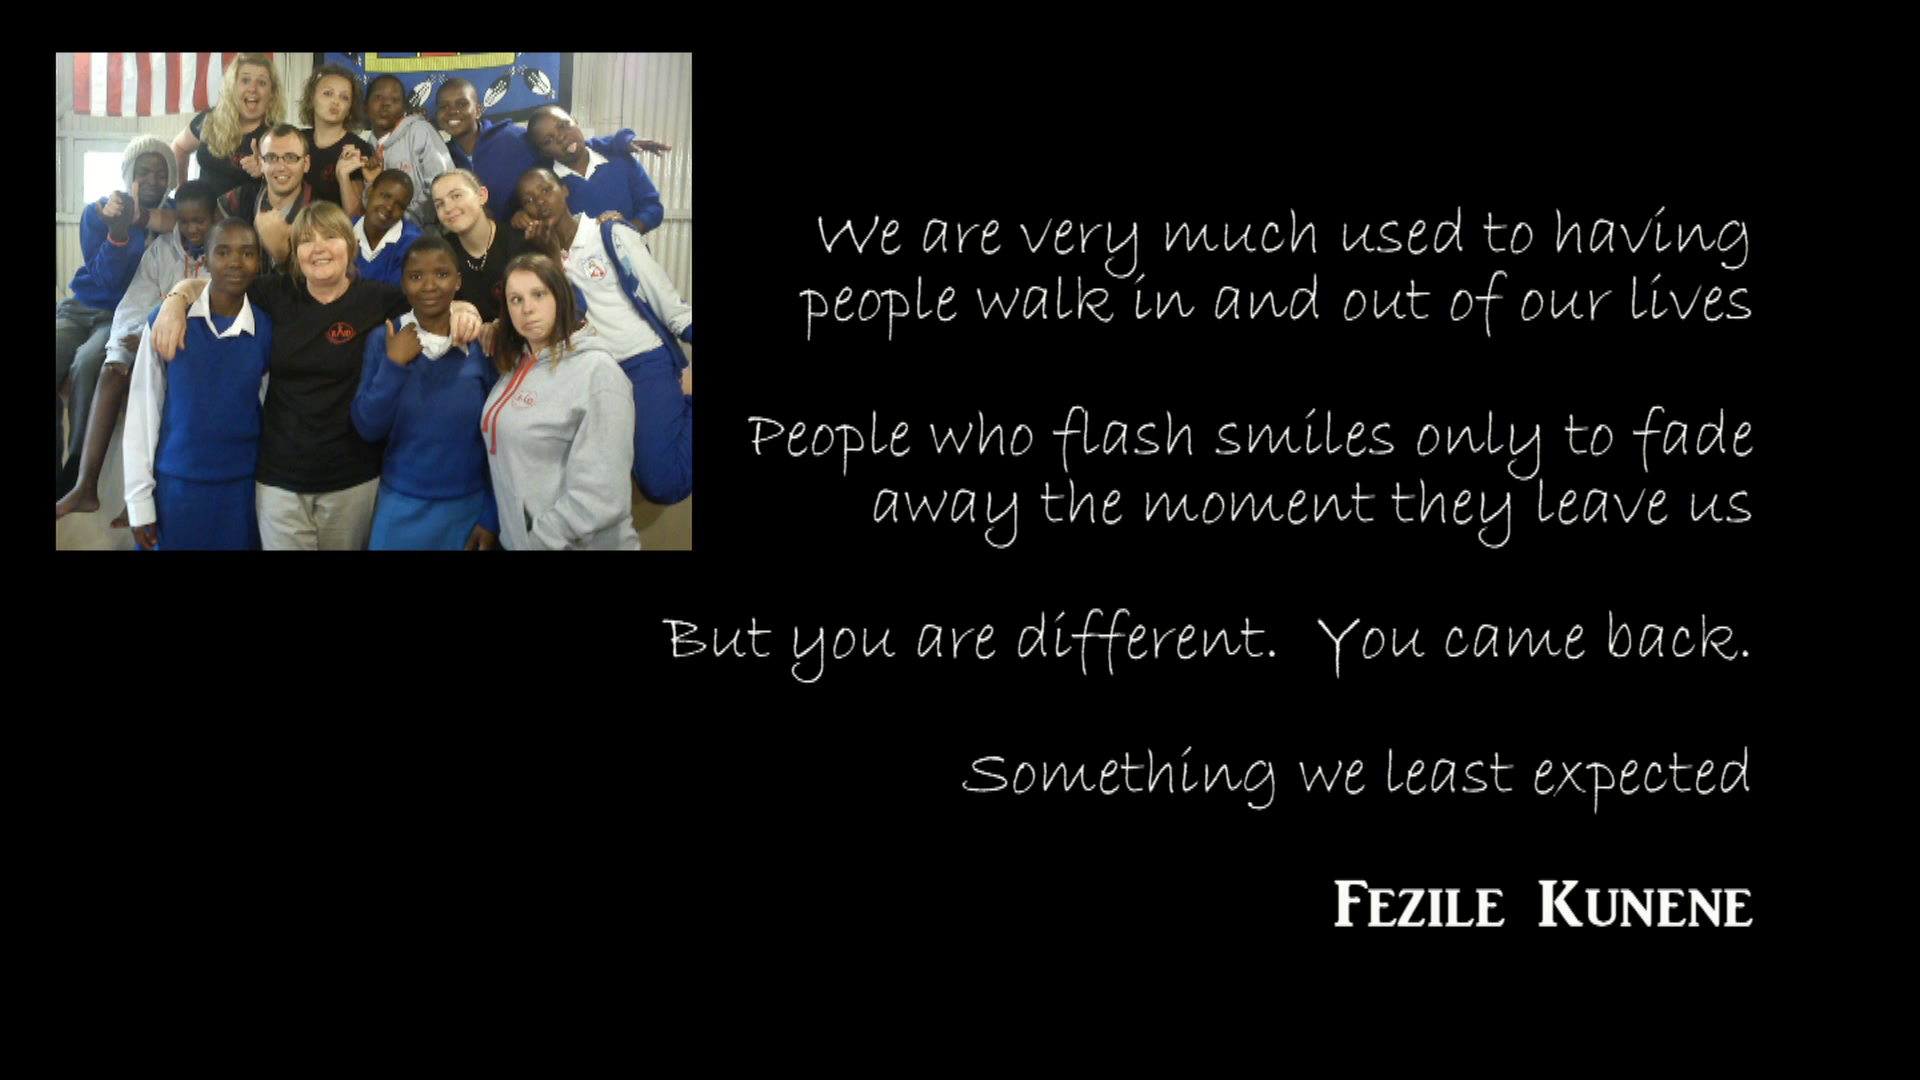 We are very much used to having
people walk in and out of our lives
People who flash smiles only to fade
away the moment they leave us
But you are different. You came back.
Something we least expected
FEZILE KUNENE